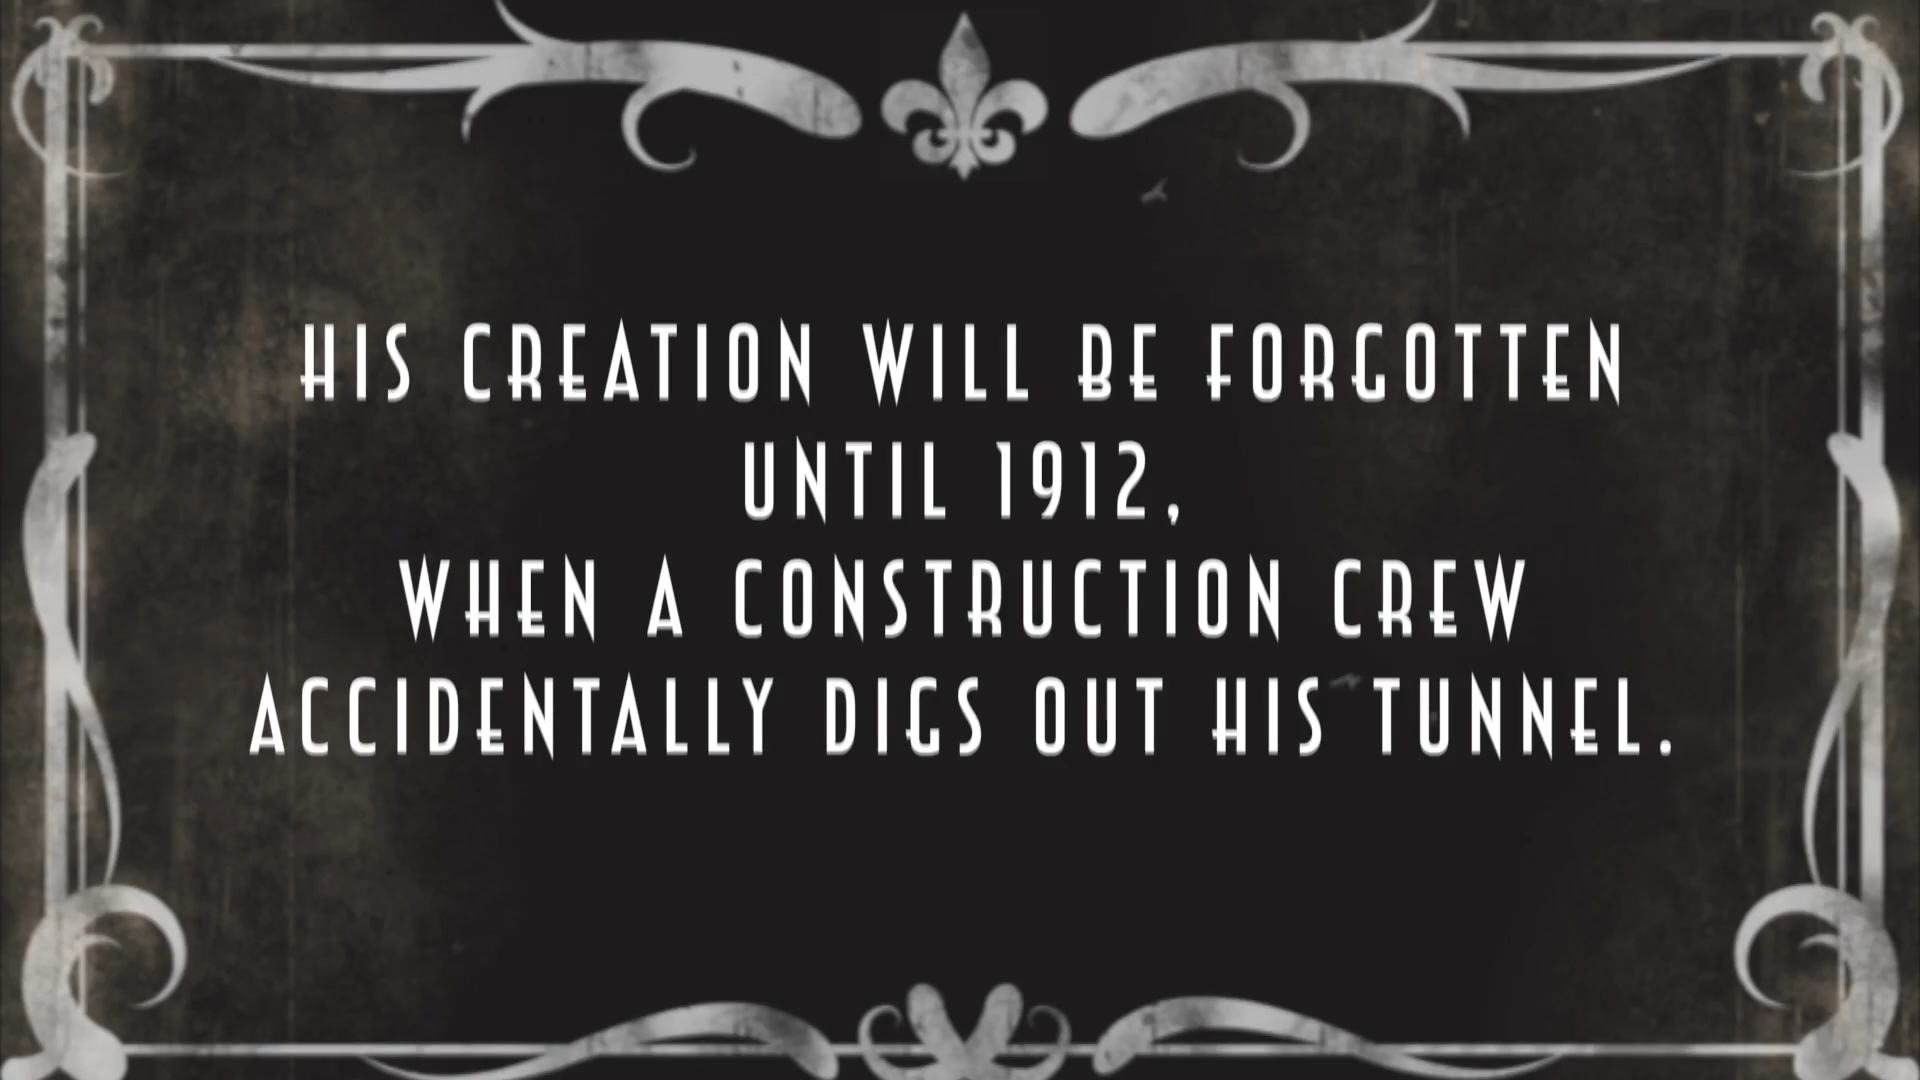 HIS CREATION WILL BE FORGOTTEN
UNTIL 1912,
WHEN A CONSTRUCTION CREW
ACCIDENTALLY DIGS OUT HIS TUNNEL.